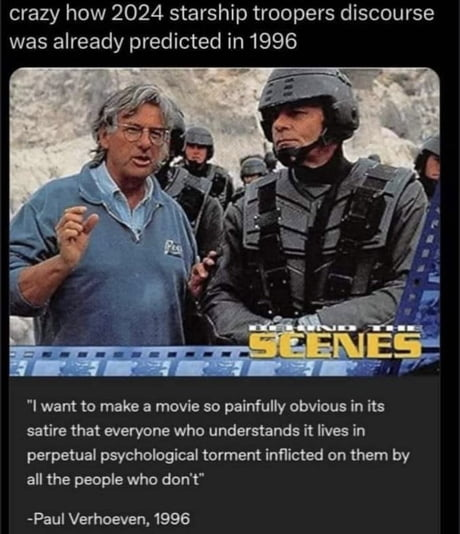 crazy how 2024 starship troopers discourse
was already predicted in 1996
BEHIND THE
SCENES
"I want to make a movie so painfully obvious in its
satire that everyone who understands it lives in
perpetual psychological torment inflicted on them by
all the people who don't"
-Paul Verhoeven, 1996